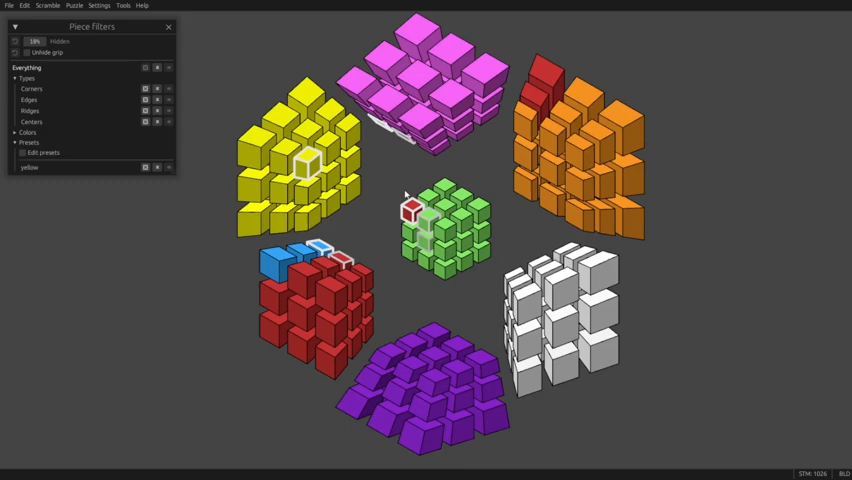 File Edit Scramble Puzzle Settings Tools Help
Piece filters
10% Hidden
Unhide grip
Everything
Types
Corners
Edges
Ridges
Centers
Colors
Presets
Edit presets
yellow
STM: 1026 BLD